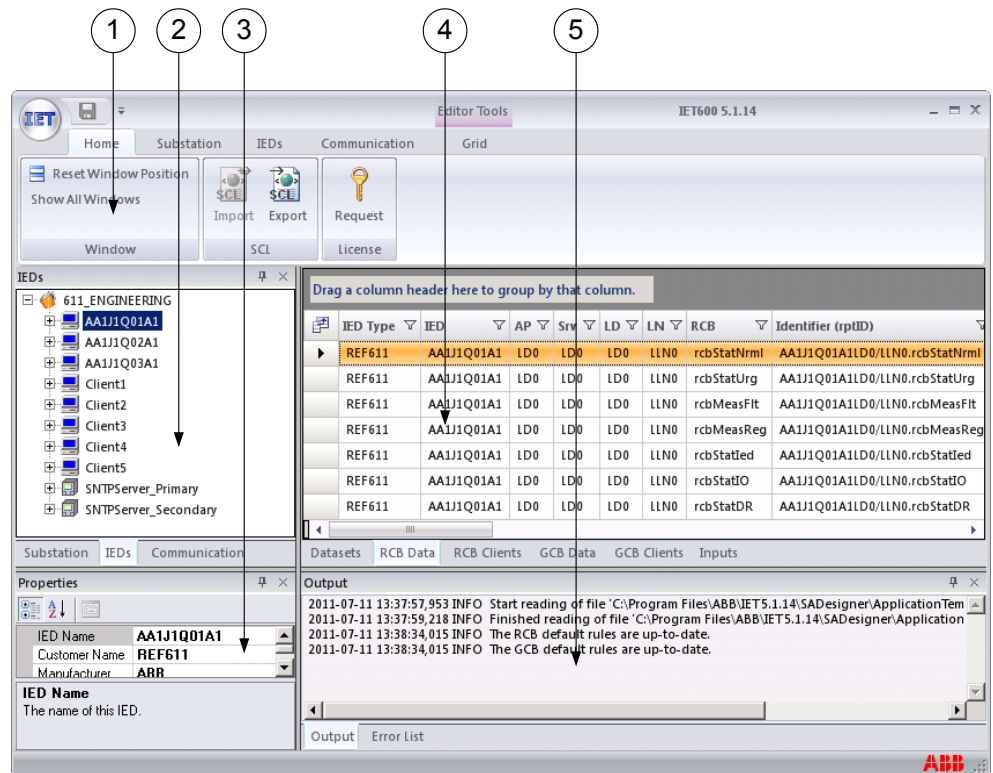 1 2 3 4 5
IET Editor Tools IET600 5.1.14
Home Substation IEDs Communication Grid
Reset Window Position
Show All Windows
SCL SCL
Import Export Request
Window SCL License
IEDs
611_ENGINEERING
AA1J1Q01A1
AA1J1Q02A1
AA1J1Q03A1
Client1
Client2
Client3
Client4
Client5
SNTPServer_Primary
SNTPServer_Secondary
Substation IEDs Communication
Drag a column header here to group by that column.
IED Type IED AP Srv LD LN RCB Identifier (rptID)
REF611 AA1J1Q01A1 LD0 LD0 LD0 LLN0 rcbStatNrml AA1J1Q01A1LD0/LLN0.rcbStatNrml
REF611 AA1J1Q01A1 LD0 LD0 LD0 LLN0 rcbStatUrg AA1J1Q01A1LD0/LLN0.rcbStatUrg
REF611 AA1J1Q01A1 LD0 LD0 LD0 LLN0 rcbMeasFlt AA1J1Q01A1LD0/LLN0.rcbMeasFlt
REF611 AA1J1Q01A1 LD0 LD0 LD0 LLN0 rcbMeasReg AA1J1Q01A1LD0/LLN0.rcbMeasReg
REF611 AA1J1Q01A1 LD0 LD0 LD0 LLN0 rcbStatIed AA1J1Q01A1LD0/LLN0.rcbStatIed
REF611 AA1J1Q01A1 LD0 LD0 LD0 LLN0 rcbStatIO AA1J1Q01A1LD0/LLN0.rcbStatIO
REF611 AA1J1Q01A1 LD0 LD0 LD0 LLN0 rcbStatDR AA1J1Q01A1LD0/LLN0.rcbStatDR
Datasets RCB Data RCB Clients GCB Data GCB Clients Inputs
Properties
IED Name AA1J1Q01A1
Customer Name REF611
Manufacturer ABB
IED Name
The name of this IED.
Output
2011-07-11 13:37:57,953 INFO Start reading of file 'C:\Program Files\ABB\IET5.1.14\SADesigner\ApplicationTem
2011-07-11 13:37:59,218 INFO Finished reading of file 'C:\Program Files\ABB\IET5.1.14\SADesigner\Application
2011-07-11 13:38:34,015 INFO The RCB default rules are up-to-date.
2011-07-11 13:38:34,015 INFO The GCB default rules are up-to-date.
Output Error List
ABB